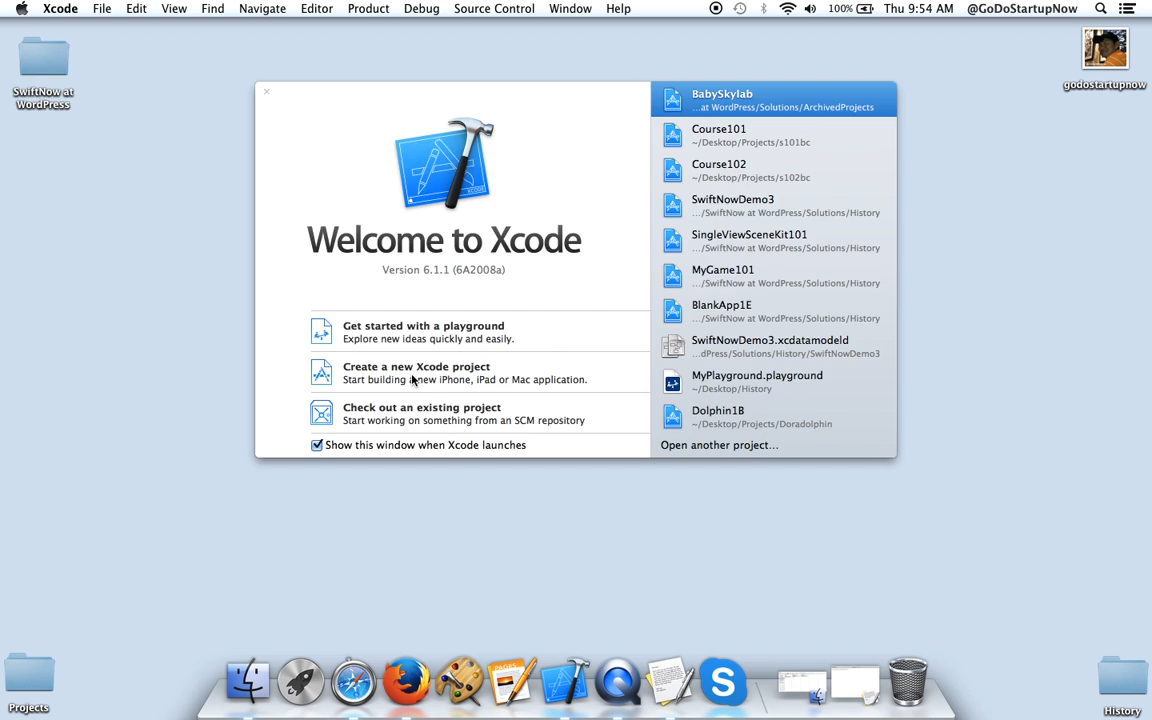 Xcode File Edit View Find Navigate Editor Product Debug Source Control Window Help 100% Thu 9:54 AM @GoDoStartupNow
SwiftNow at
WordPress
godostartupnow
Welcome to Xcode
Version 6.1.1 (6A2008a)
Get started with a playground
Explore new ideas quickly and easily.
Create a new Xcode project
Start building a new iPhone, iPad or Mac application.
Check out an existing project
Start working on something from an SCM repository
Show this window when Xcode launches
BabySkylab
...at WordPress/Solutions/ArchivedProjects
Course101
~/Desktop/Projects/s101bc
Course102
~/Desktop/Projects/s102bc
SwiftNowDemo3
.../SwiftNow at WordPress/Solutions/History
SingleViewSceneKit101
.../SwiftNow at WordPress/Solutions/History
MyGame101
.../SwiftNow at WordPress/Solutions/History
BlankApp1E
.../SwiftNow at WordPress/Solutions/History
SwiftNowDemo3.xcdatamodeld
...dPress/Solutions/History/SwiftNowDemo3
MyPlayground.playground
~/Desktop/History
Dolphin1B
~/Desktop/Projects/Doradolphin
Open another project...
PAGES
S
Projects
History